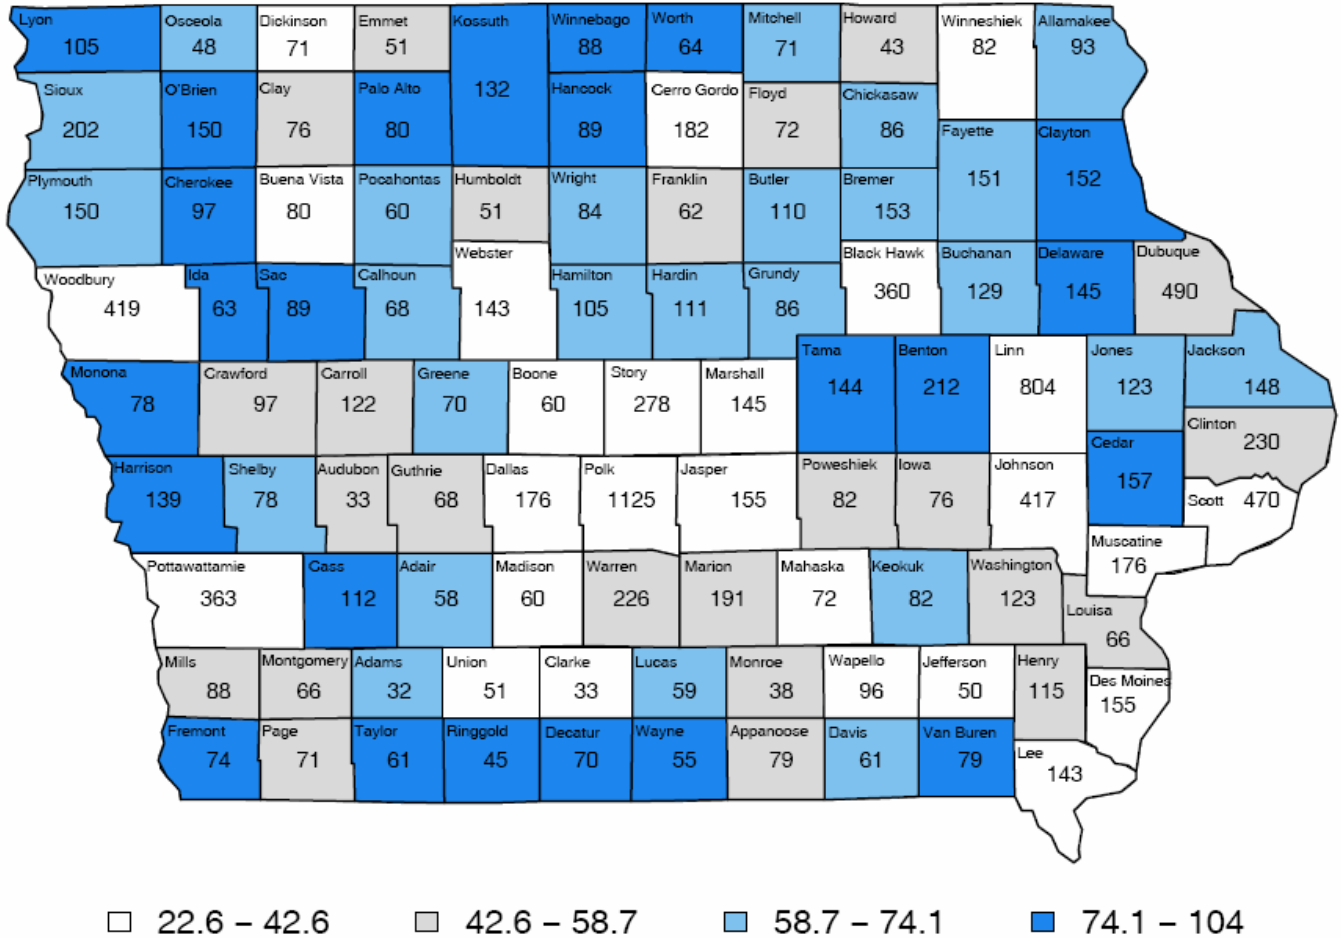 Lyon Osceola Dickinson Emmet Kossuth Winnebago Worth Mitchell Howard Winneshiek Allamakee
105 48 71 51 132 88 64 71 43 82 93
Sioux O'Brien Clay Palo Alto Hancock Cerro Gordo Floyd Chickasaw Fayette Clayton
202 150 76 80 89 182 72 86 151 152
Plymouth Cherokee Buena Vista Pocahontas Humboldt Wright Franklin Butler Bremer
150 97 80 60 51 84 62 110 153
Woodbury Ida Sac Calhoun Webster Hamilton Hardin Grundy Black Hawk Buchanan Delaware Dubuque
419 63 89 68 143 105 111 86 360 129 145 490
Monona Crawford Carroll Greene Boone Story Marshall Tama Benton Linn Jones Jackson
78 97 122 70 60 278 145 144 212 804 123 148
Clinton
230
Harrison Shelby Audubon Guthrie Dallas Polk Jasper Poweshiek Iowa Johnson Cedar
139 78 33 68 176 1125 155 82 76 417 157
Scott 470
Muscatine
176
Pottawattamie Cass Adair Madison Warren Marion Mahaska Keokuk Washington Louisa
363 112 58 60 226 191 72 82 123 66
Mills Montgomery Adams Union Clarke Lucas Monroe Wapello Jefferson Henry Des Moines
88 66 32 51 33 59 38 96 50 115 155
Fremont Page Taylor Ringgold Decatur Wayne Appanoose Davis Van Buren Lee
74 71 61 45 70 55 79 61 79 143
22.6 – 42.6 42.6 – 58.7 58.7 – 74.1 74.1 – 104